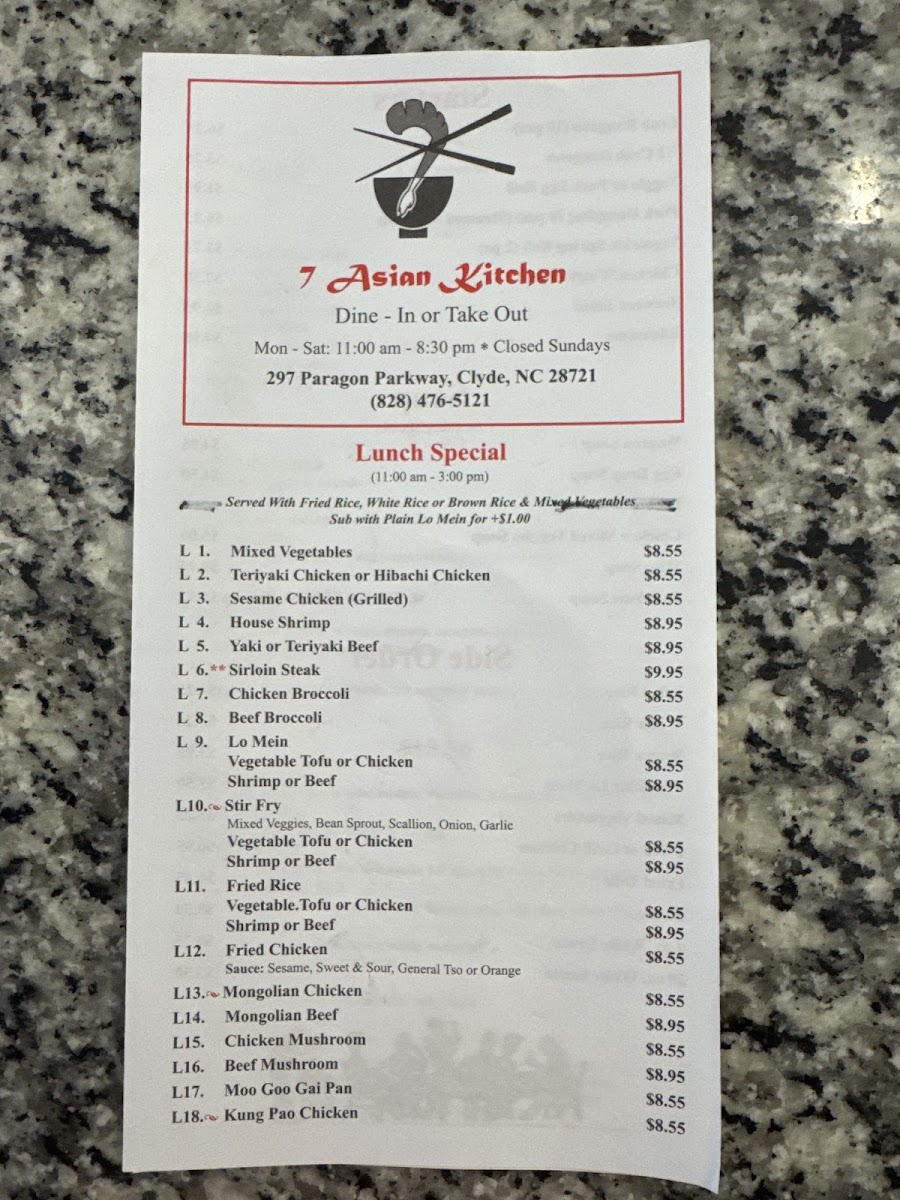 7 Asian Kitchen
Dine - In or Take Out
Mon - Sat: 11:00 am - 8:30 pm * Closed Sundays
297 Paragon Parkway, Clyde, NC 28721
(828) 476-5121
Lunch Special
(11:00 am - 3:00 pm)
Served With Fried Rice, White Rice or Brown Rice & Mixed Vegetables
Sub with Plain Lo Mein for +$1.00
L 1. Mixed Vegetables $8.55
L 2. Teriyaki Chicken or Hibachi Chicken $8.55
L 3. Sesame Chicken (Grilled) $8.55
L 4. House Shrimp $8.95
L 5. Yaki or Teriyaki Beef $8.95
L 6.** Sirloin Steak $9.95
L 7. Chicken Broccoli $8.55
L 8. Beef Broccoli $8.95
L 9. Lo Mein
Vegetable Tofu or Chicken $8.55
Shrimp or Beef $8.95
L10. Stir Fry
Mixed Veggies, Bean Sprout, Scallion, Onion, Garlic
Vegetable Tofu or Chicken $8.55
Shrimp or Beef $8.95
L11. Fried Rice
Vegetable.Tofu or Chicken $8.55
Shrimp or Beef $8.95
L12. Fried Chicken $8.55
Sauce: Sesame, Sweet & Sour, General Tso or Orange
L13. Mongolian Chicken $8.55
L14. Mongolian Beef $8.95
L15. Chicken Mushroom $8.55
L16. Beef Mushroom $8.95
L17. Moo Goo Gai Pan $8.55
L18. Kung Pao Chicken $8.55